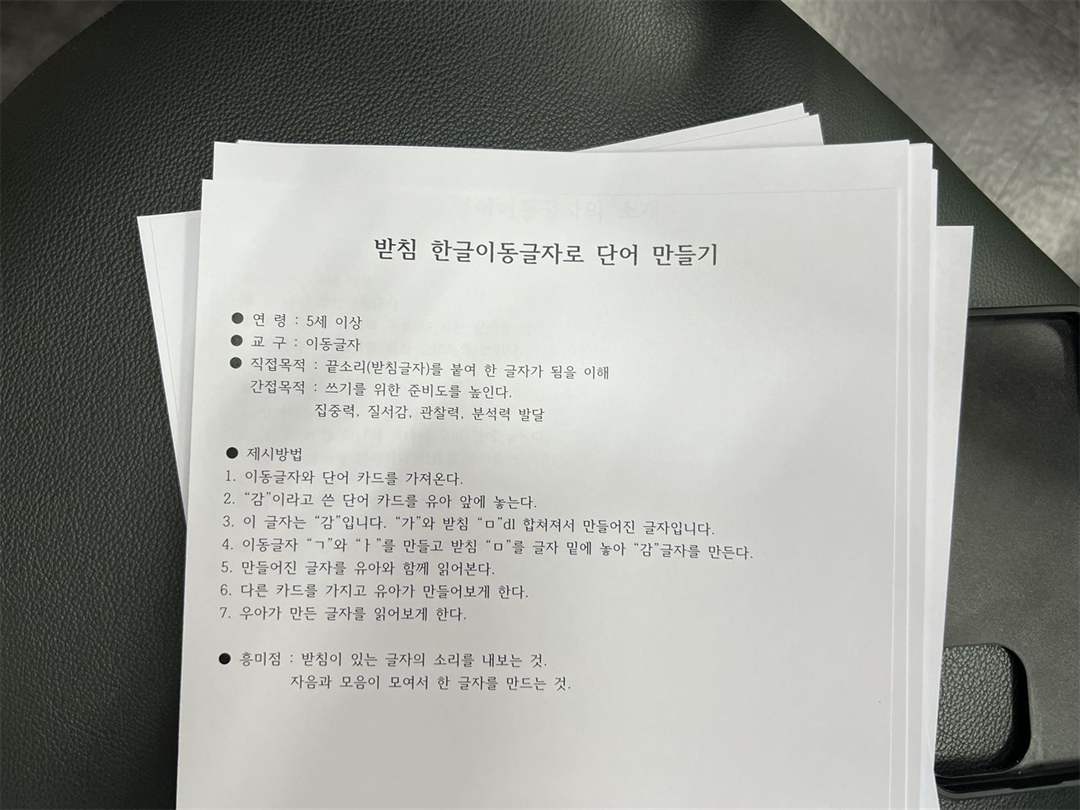 받침 한글이동글자로 단어 만들기
● 연 령 : 5세 이상
● 교 구 : 이동글자
● 직접목적 : 끝소리(받침글자)를 붙여 한 글자가 됨을 이해
간접목적 : 쓰기를 위한 준비도를 높인다.
집중력, 질서감, 관찰력, 분석력 발달
● 제시방법
1. 이동글자와 단어 카드를 가져온다.
2. “감”이라고 쓴 단어 카드를 유아 앞에 놓는다.
3. 이 글자는 “감”입니다. “가”와 받침 “ㅁ”dl 합쳐져서 만들어진 글자입니다.
4. 이동글자 “ㄱ”와 “ㅏ”를 만들고 받침 “ㅁ”를 글자 밑에 놓아 “감”글자를 만든다.
5. 만들어진 글자를 유아와 함께 읽어본다.
6. 다른 카드를 가지고 유아가 만들어보게 한다.
7. 우아가 만든 글자를 읽어보게 한다.
● 흥미점 : 받침이 있는 글자의 소리를 내보는 것.
자음과 모음이 모여서 한 글자를 만드는 것.